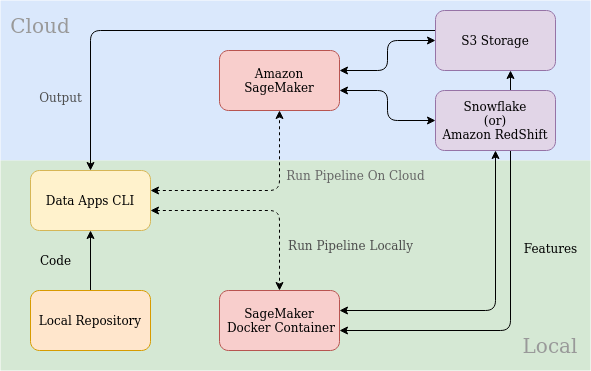 Cloud
S3 Storage
Amazon
SageMaker
Output
Snowflake
(or)
Amazon RedShift
Run Pipeline On Cloud
Data Apps CLI
Run Pipeline Locally
Features
Code
SageMaker
Docker Container
Local Repository
Local